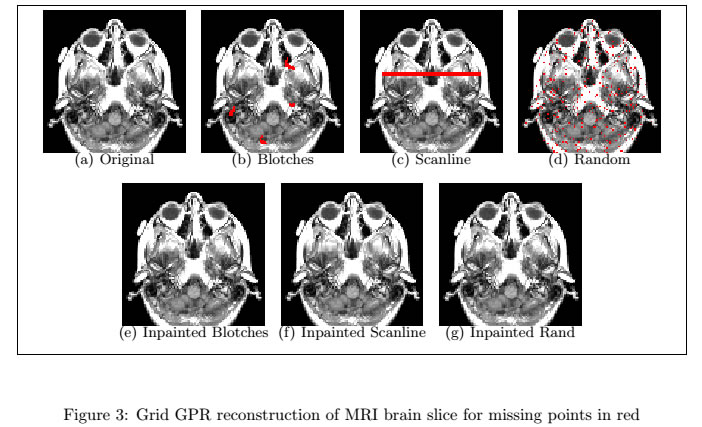 (a) Original
(b) Blotches
(c) Scanline
(d) Random
(e) Inpainted Blotches
(f) Inpainted Scanline
(g) Inpainted Rand
Figure 3: Grid GPR reconstruction of MRI brain slice for missing points in red